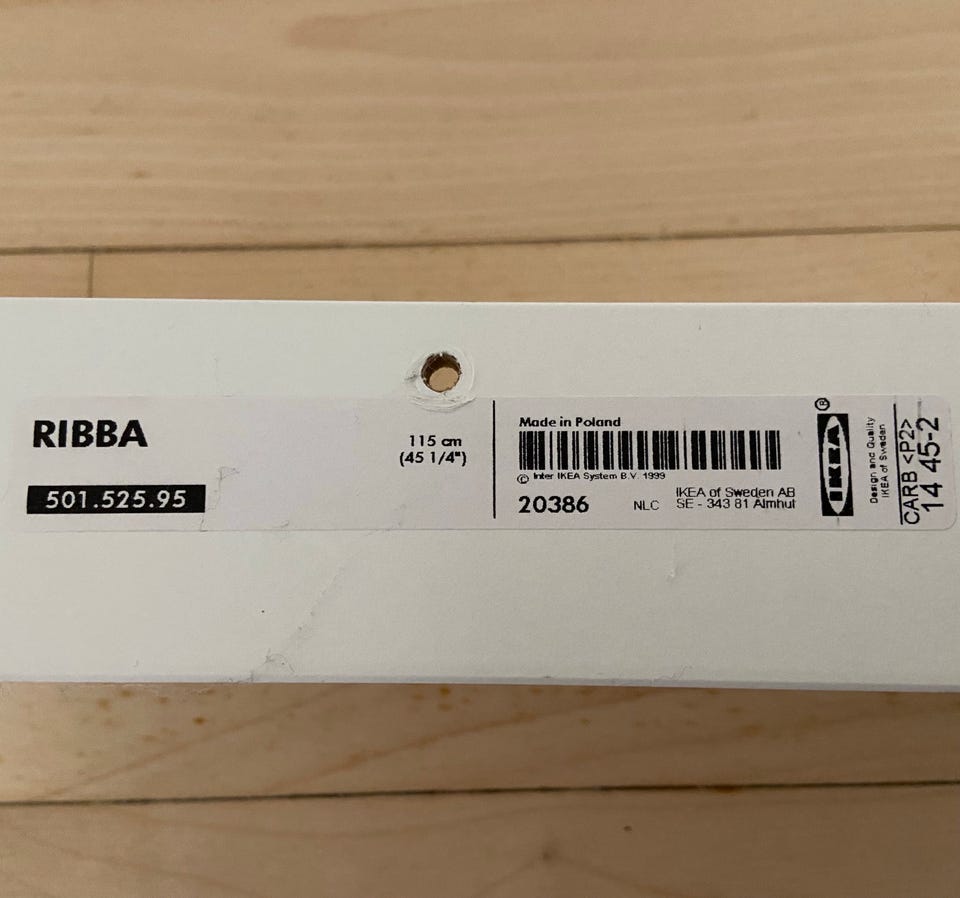 RIBBA
115 cm
(45 1/4")
501.525.95
Made in Poland
© Inter IKEA System B.V. 1999
20386
NLC
IKEA of Sweden AB
SE - 343 81 Älmhult
IKEA®
Design and Quality
IKEA of Sweden
CARB <P2>
14 45-2